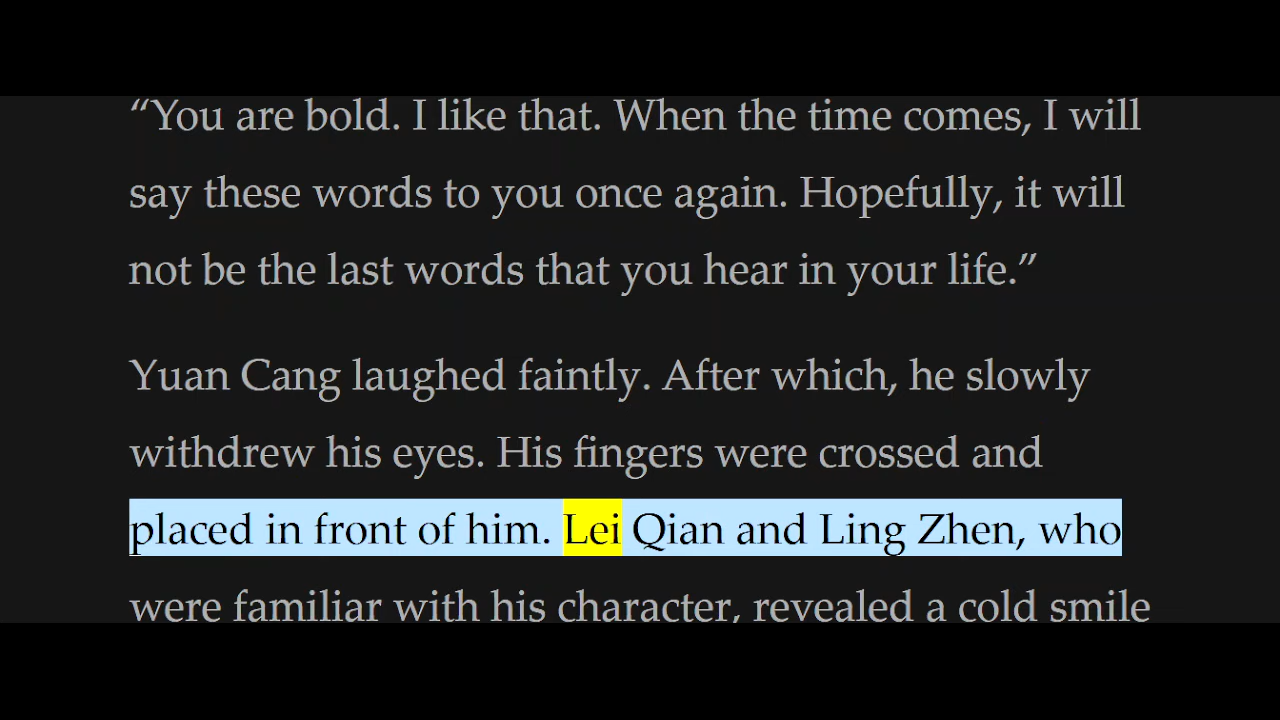 “You are bold. I like that. When the time comes, I will
say these words to you once again. Hopefully, it will
not be the last words that you hear in your life.”
Yuan Cang laughed faintly. After which, he slowly
withdrew his eyes. His fingers were crossed and
placed in front of him. Lei Qian and Ling Zhen, who
were familiar with his character, revealed a cold smile